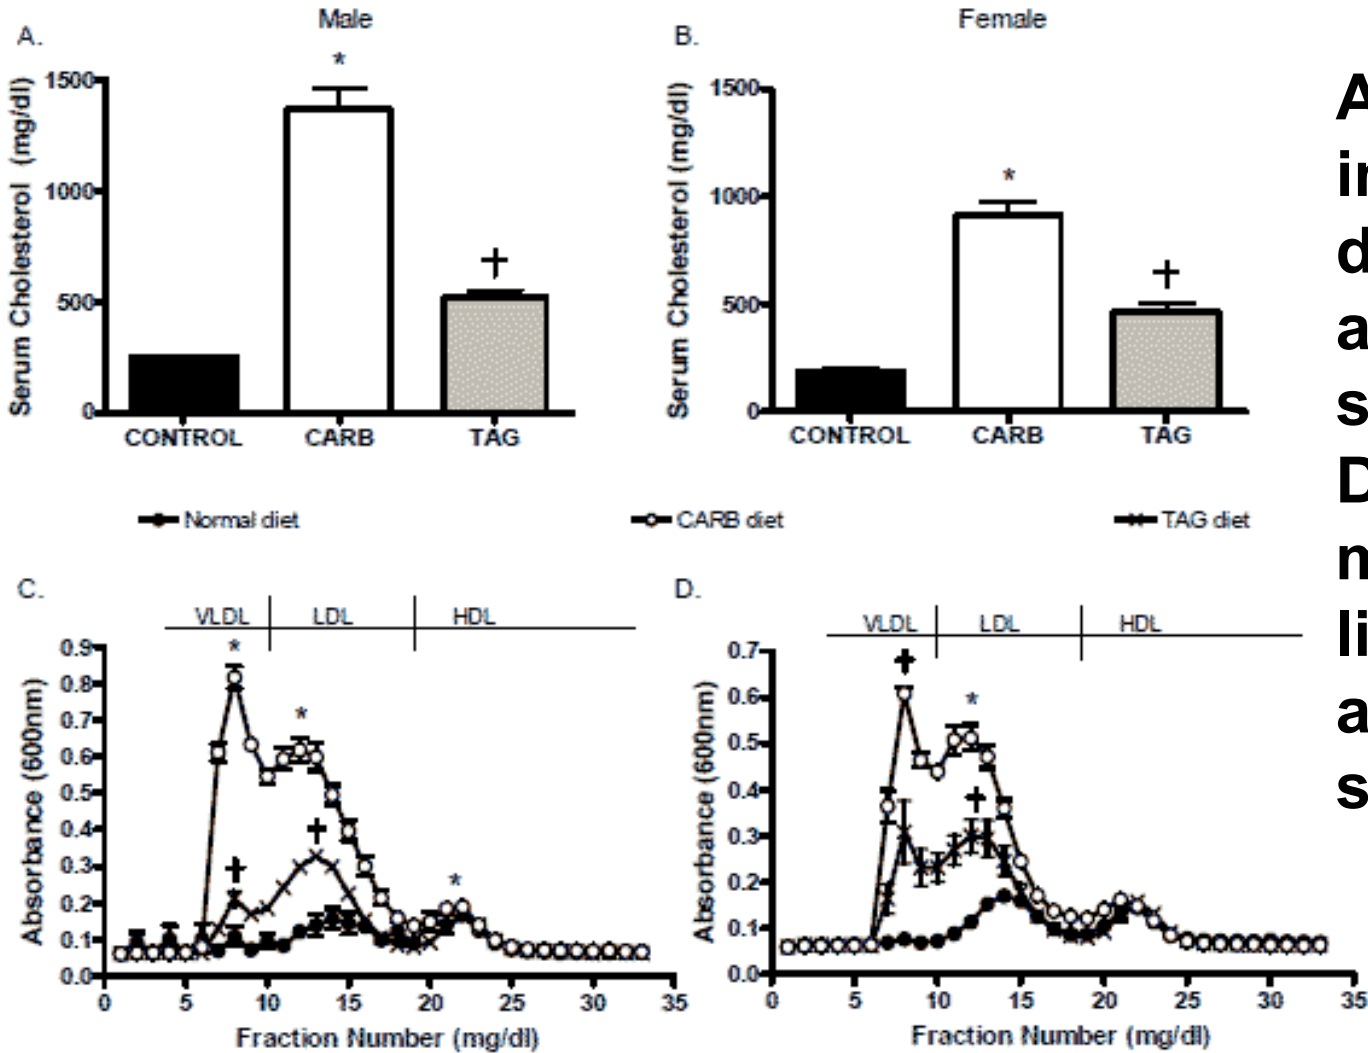 Male
A.
*
1500
1000
500
0
Serum Cholesterol (mg/dl)
+
CONTROL CARB TAG
Female
B.
*
1500
1000
500
0
Serum Cholesterol (mg/dl)
+
CONTROL CARB TAG
Normal diet CARB diet TAG diet
C.
VLDL LDL HDL
*
*
+
+
*
0.9
0.8
0.7
0.6
0.5
0.4
0.3
0.2
0.1
0.0
Absorbance (600nm)
0 5 10 15 20 25 30 35
Fraction Number (mg/dl)
D.
VLDL LDL HDL
+
*
+
0.7
0.6
0.5
0.4
0.3
0.2
0.1
0.0
Absorbance (600nm)
0 5 10 15 20 25 30 35
Fraction Number (mg/dl)